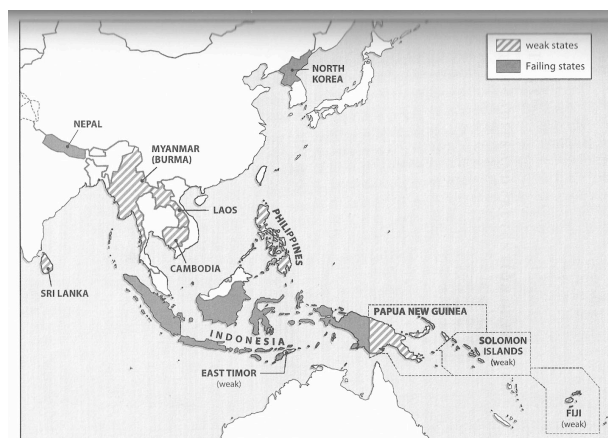 weak states
Failing states
NORTH
KOREA
NEPAL
MYANMAR
(BURMA)
LAOS
PHILIPPINES
CAMBODIA
SRI LANKA
PAPUA NEW GUINEA
INDONESIA
SOLOMON
ISLANDS
(weak)
EAST TIMOR
(weak)
FIJI
(weak)